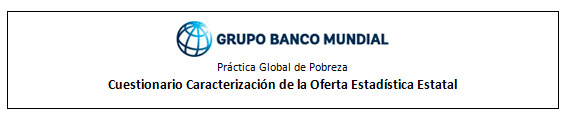 GRUPO BANCO MUNDIAL
Práctica Global de Pobreza
Cuestionario Caracterización de la Oferta Estadística Estatal